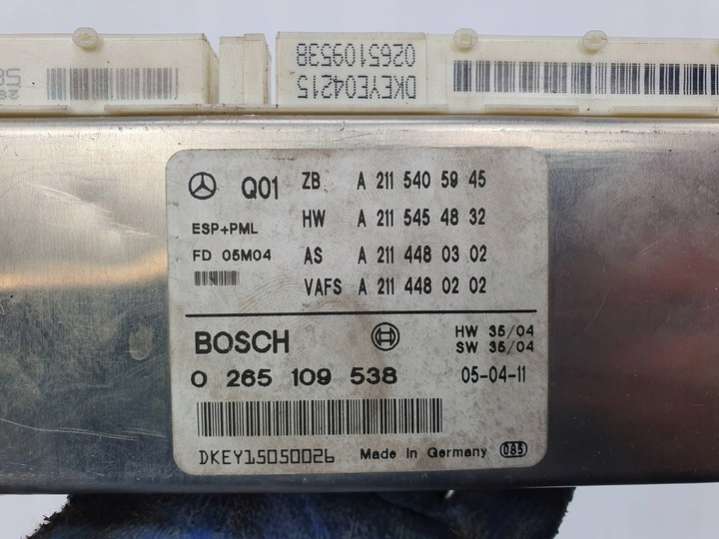 0265109538
DKEYE04215
Q01
ZB A 211 540 59 45
ESP+PML
HW A 211 545 48 32
FD 05M04
AS A 211 448 03 02
VAFS A 211 448 02 02
BOSCH
HW 35/04
SW 35/04
0 265 109 538
05-04-11
DKEY15050026
Made In Germany
085